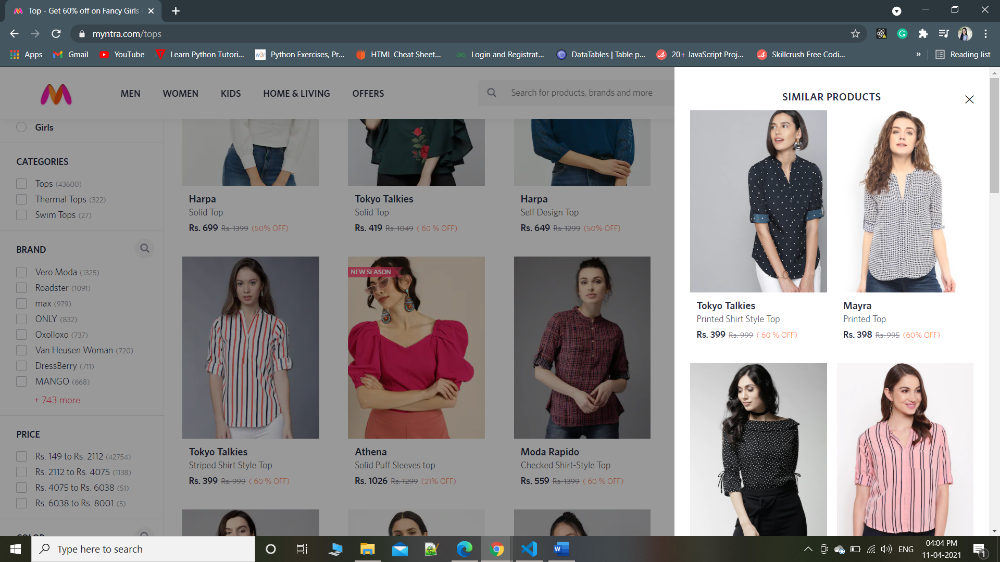 Top - Get 60% off on Fancy Girls
myntra.com/tops
Apps
Gmail
YouTube
Learn Python Tutori...
w3r
Python Exercises, Pr...
HTML Cheat Sheet...
Login and Registrat...
DataTables | Table p...
20+ JavaScript Proj...
Skillcrush Free Codi...
»
Reading list
MEN
WOMEN
KIDS
HOME & LIVING
OFFERS
Search for products, brands and more
Girls
CATEGORIES
Tops (43600)
Thermal Tops (322)
Swim Tops (27)
BRAND
Vero Moda (1325)
Roadster (1091)
max (979)
ONLY (832)
Oxolloxo (737)
Van Heusen Woman (720)
DressBerry (711)
MANGO (668)
+ 743 more
PRICE
Rs. 149 to Rs. 2112 (42754)
Rs. 2112 to Rs. 4075 (1138)
Rs. 4075 to Rs. 6038 (51)
Rs. 6038 to Rs. 8001 (5)
COLOR
Harpa
Solid Top
Rs. 699 Rs. 1399 (50% OFF)
Tokyo Talkies
Solid Top
Rs. 419 Rs. 1049 ( 60 % OFF)
Harpa
Self Design Top
Rs. 649 Rs. 1299 (50% OFF)
Tokyo Talkies
Striped Shirt Style Top
Rs. 399 Rs. 999 ( 60 % OFF)
NEW SEASON
Athena
Solid Puff Sleeves top
Rs. 1026 Rs. 1299 (21% OFF)
Moda Rapido
Checked Shirt-Style Top
Rs. 559 Rs. 1399 ( 60 % OFF)
SIMILAR PRODUCTS
Tokyo Talkies
Printed Shirt Style Top
Rs. 399 Rs. 999 ( 60 % OFF)
Mayra
Printed Top
Rs. 398 Rs. 995 (60% OFF)
Type here to search
ENG
04:04 PM
11-04-2021
1